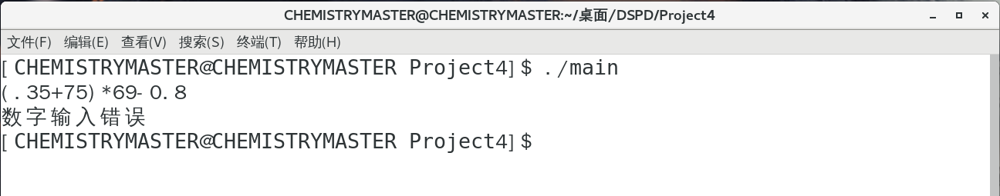 CHEMISTRYMASTER@CHEMISTRYMASTER:~/桌面/DSPD/Project4
文件(F) 编辑(E) 查看(V) 搜索(S) 终端(T) 帮助(H)
[CHEMISTRYMASTER@CHEMISTRYMASTER Project4]$ ./main
(.35+75)*69-0.8
数字输入错误
[CHEMISTRYMASTER@CHEMISTRYMASTER Project4]$